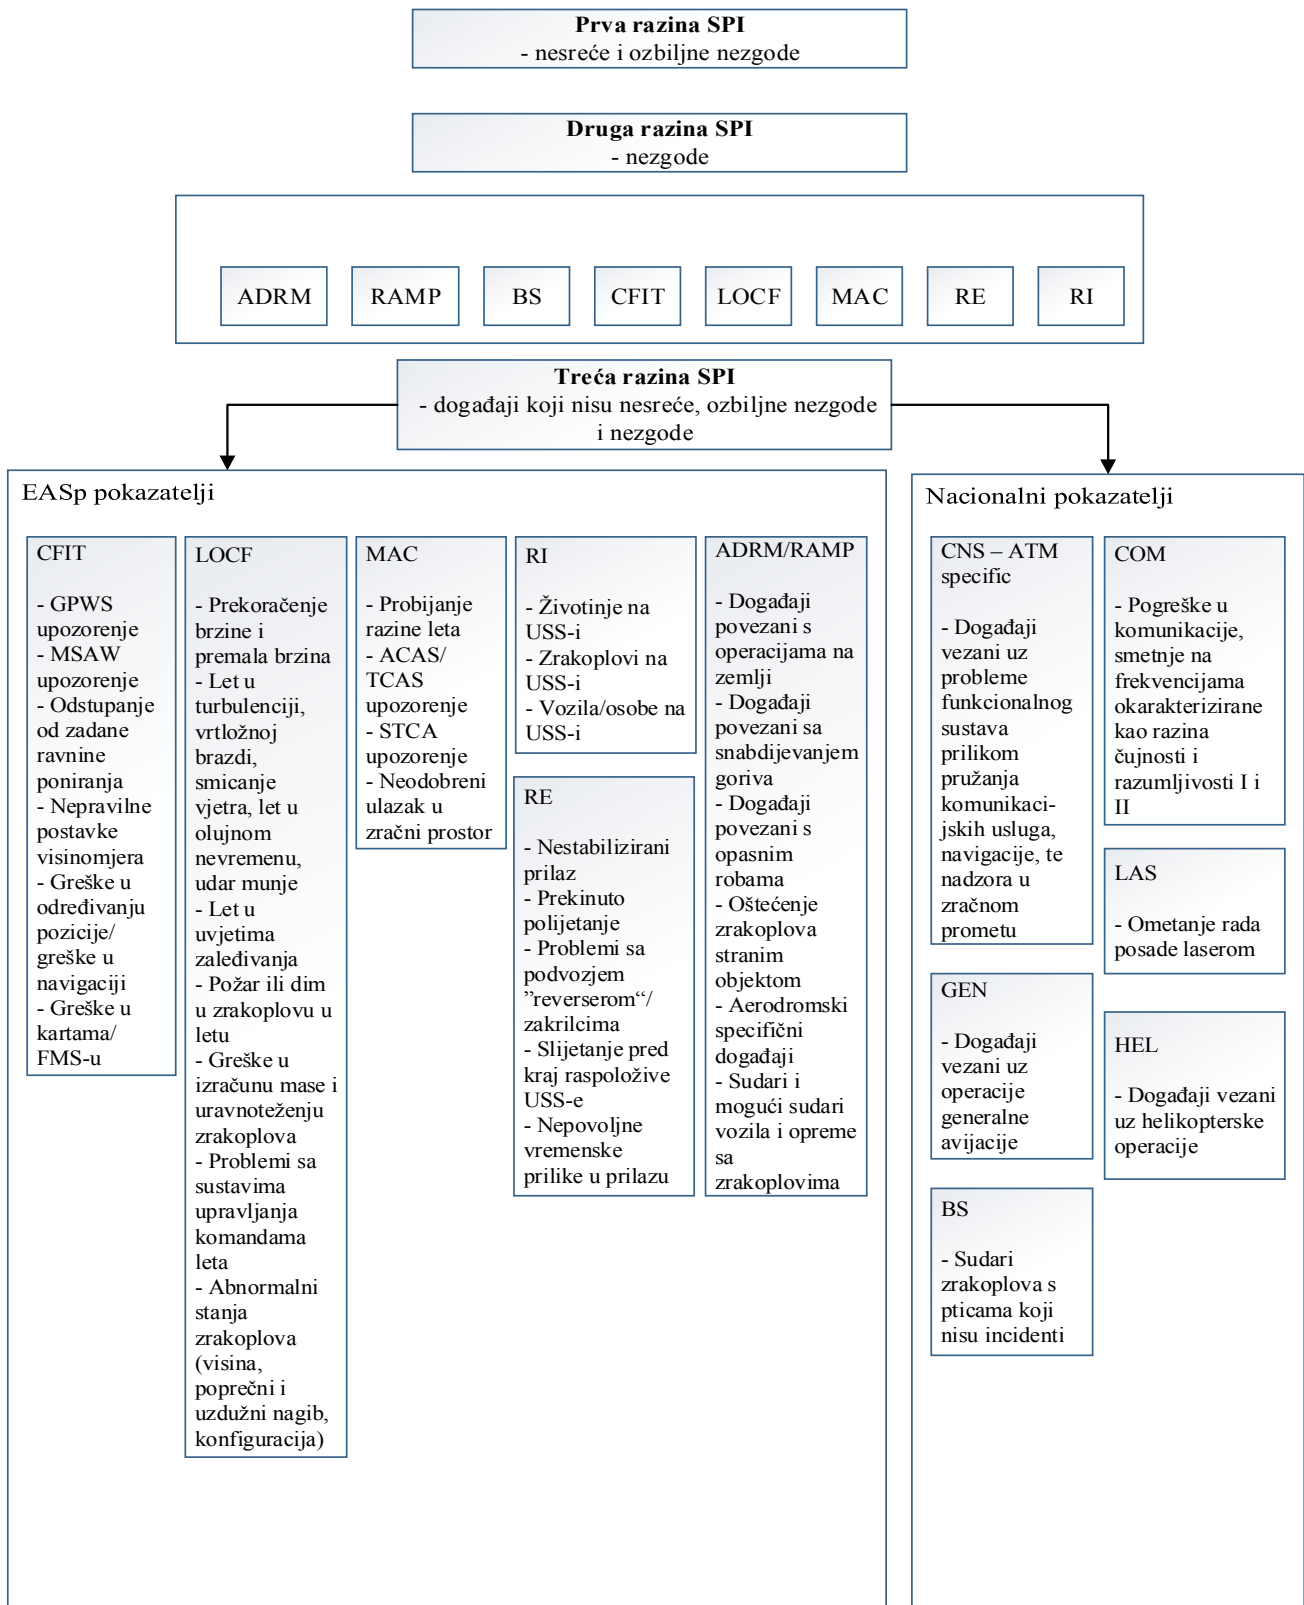 Prva razina SPI
- nesreće i ozbiljne nezgode
Druga razina SPI
- nezgode
ADRM
RAMP
BS
CFIT
LOCF
MAC
RE
RI
Treća razina SPI
- događaji koji nisu nesreće, ozbiljne nezgode
i nezgode
EASp pokazatelji
CFIT
- GPWS
upozorenje
- MSAW
upozorenje
- Odstupanje
od zadane
ravnine
poniranja
- Nepravilne
postavke
visinomjera
- Greške u
određivanju
pozicije/
greške u
navigaciji
- Greške u
kartama/
FMS-u
LOCF
- Prekoračenje
brzine i
premala brzina
- Let u
turbulenciji,
vrtložnoj
brazdi,
smicanje
vjetra, let u
olujnom
nevremenu,
udar munje
- Let u
uvjetima
zaleđivanja
- Požar ili dim
u zrakoplovu u
letu
- Greške u
izračunu mase i
uravnoteženju
zrakoplova
- Problemi sa
sustavima
upravljanja
komandama
leta
- Abnormalni
stanja
zrakoplova
(visina,
poprečni i
uzdužni nagib,
konfiguracija)
MAC
- Probijanje
razine leta
- ACAS/
TCAS
upozorenje
- STCA
upozorenje
- Neodobreni
ulazak u
zračni prostor
RI
- Životinje na
USS-i
- Zrakoplovi na
USS-i
- Vozila/osobe na
USS-i
RE
- Nestabilizirani
prilaz
- Prekinuto
polijetanje
- Problemi sa
podvozjem
”reverserom“/
zakrilcima
- Slijetanje pred
kraj raspoložive
USS-e
- Nepovoljne
vremenske
prilike u prilazu
ADRM/RAMP
- Događaji
povezani s
operacijama na
zemlji
- Događaji
povezani sa
snabdijevanjem
goriva
- Događaji
povezani s
opasnim
robama
- Oštećenje
zrakoplova
stranim
objektom
- Aerodromski
specifični
događaji
- Sudari i
mogući sudari
vozila i opreme
sa
zrakoplovima
Nacionalni pokazatelji
CNS – ATM
specific
- Događaji
vezani uz
probleme
funkcionalnog
sustava
prilikom
pružanja
komunikaci-
jskih usluga,
navigacije, te
nadzora u
zračnom
prometu
GEN
- Događaji
vezani uz
operacije
generalne
avijacije
BS
- Sudari
zrakoplova s
pticama koji
nisu incidenti
COM
- Pogreške u
komunikacije,
smetnje na
frekvencijama
okarakterizirane
kao razina
čujnosti i
razumljivosti I i
II
LAS
- Ometanje rada
posade laserom
HEL
- Događaji vezani
uz helikopterske
operacije